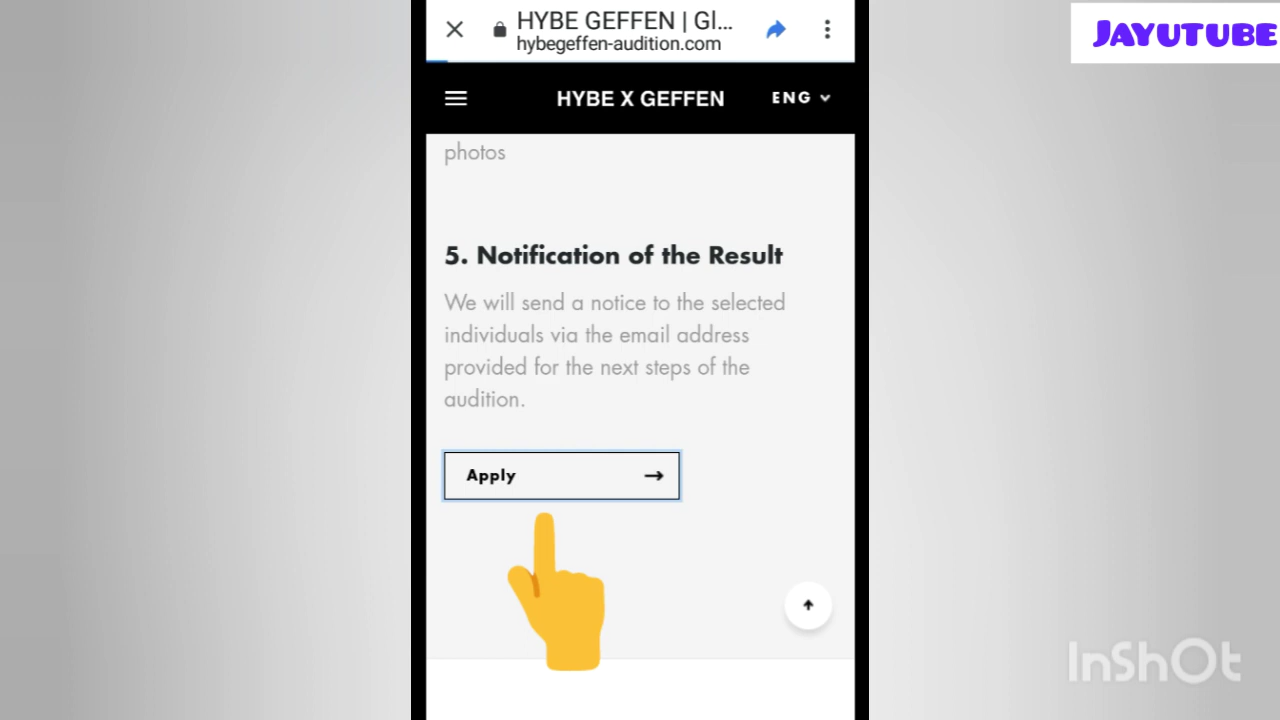 HYBE GEFFEN | Gl...
hybegeffen-audition.com
JAYUTUBE
HYBE X GEFFEN
ENG
photos
5. Notification of the Result
We will send a notice to the selected
individuals via the email address
provided for the next steps of the
audition.
Apply
InShOt